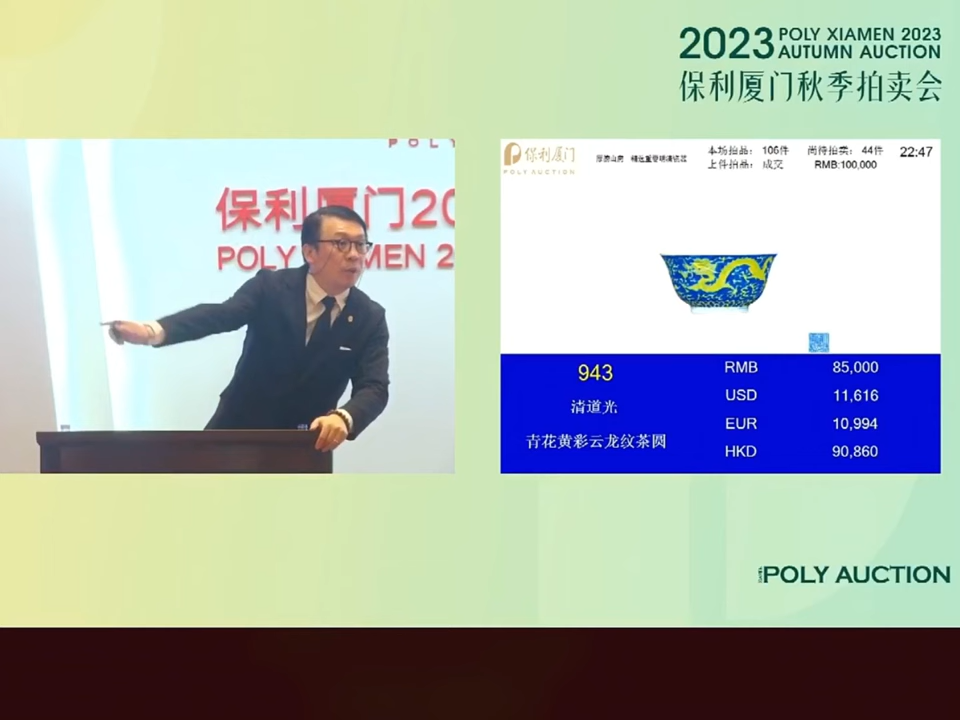 2023 POLY XIAMEN 2023
AUTUMN AUCTION
保利厦门秋季拍卖会
POLY
保利厦门20
POLY XIAMEN 2
保利厦门
POLY AUCTION
本场拍品： 106件
尚待拍卖： 44件
22:47
上件拍品： 成交
RMB:100,000
943
清道光
青花黄彩云龙纹茶圆
RMB 85,000
USD 11,616
EUR 10,994
HKD 90,860
POLY AUCTION